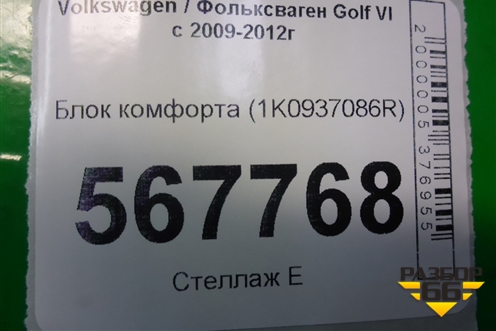 Volkswagen / Фольксваген Golf VI
с 2009-2012г
Блок комфорта (1K0937086R)
567768
Стеллаж Е
2000005376955
РАЗБОР
66